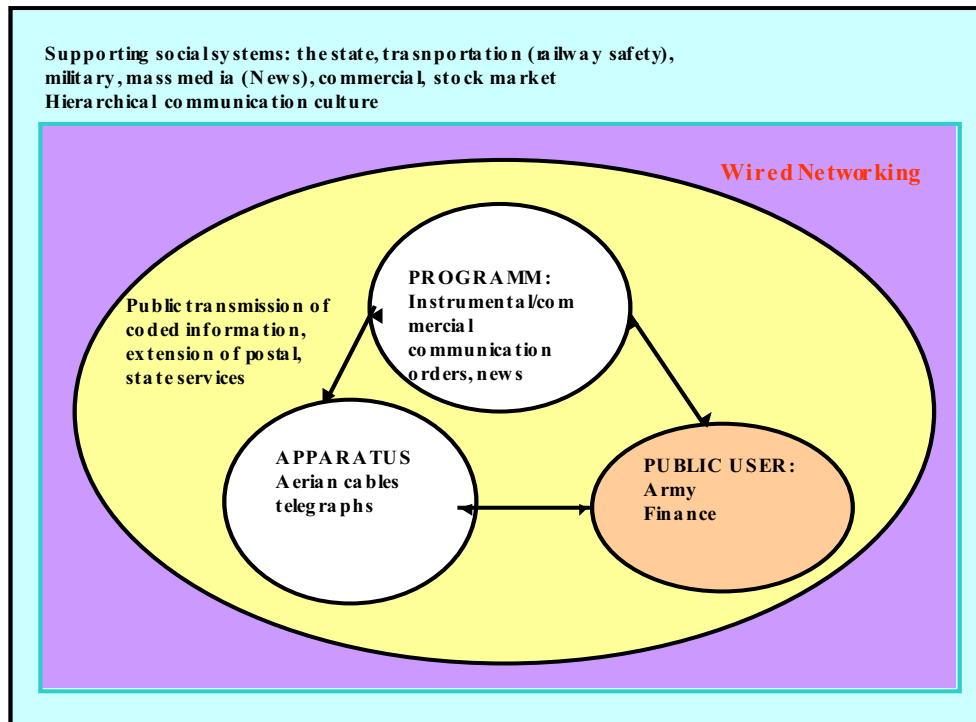 Supporting social systems: the state, trasnportation (railway safety),
military, mass media (News), commercial, stock market
Hierarchical communication culture
Wired Networking
PROGRAMM:
Instrumental/com
mercial
communication
orders, news
Public transmission of
coded information,
extension of postal,
state services
APPARATUS
Aerian cables
telegraphs
PUBLIC USER:
Army
Finance